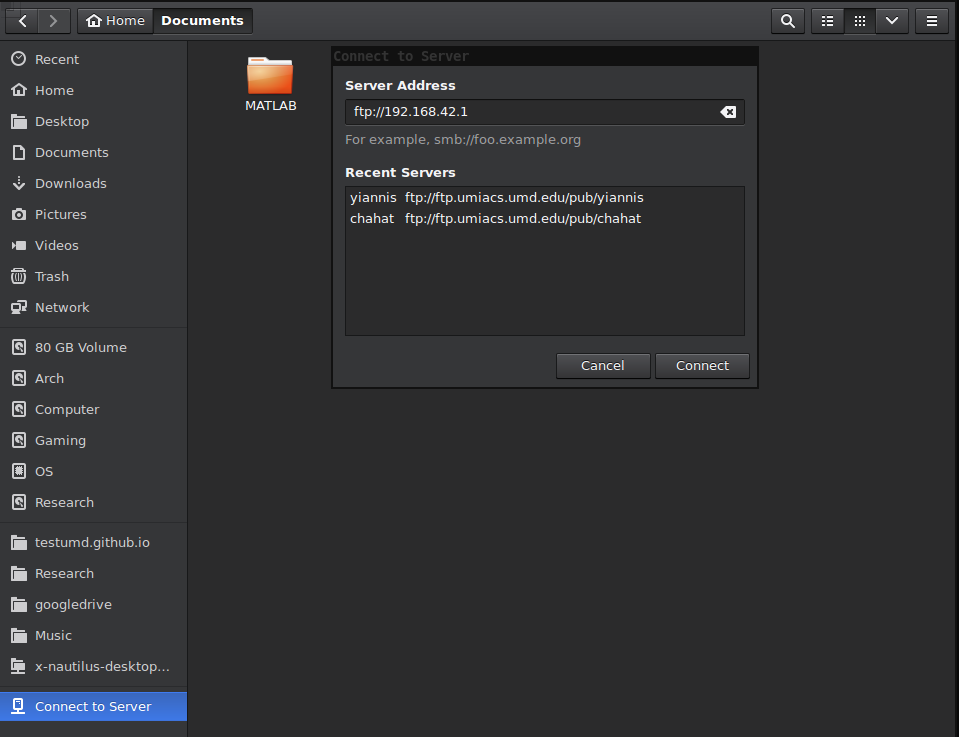 Home Documents
Recent
Home
Desktop
Documents
Downloads
Pictures
Videos
Trash
Network
80 GB Volume
Arch
Computer
Gaming
OS
Research
testumd.github.io
Research
googledrive
Music
x-nautilus-desktop...
Connect to Server
MATLAB
Connect to Server
Server Address
ftp://192.168.42.1
For example, smb://foo.example.org
Recent Servers
yiannis ftp://ftp.umiacs.umd.edu/pub/yiannis
chahat ftp://ftp.umiacs.umd.edu/pub/chahat
Cancel Connect